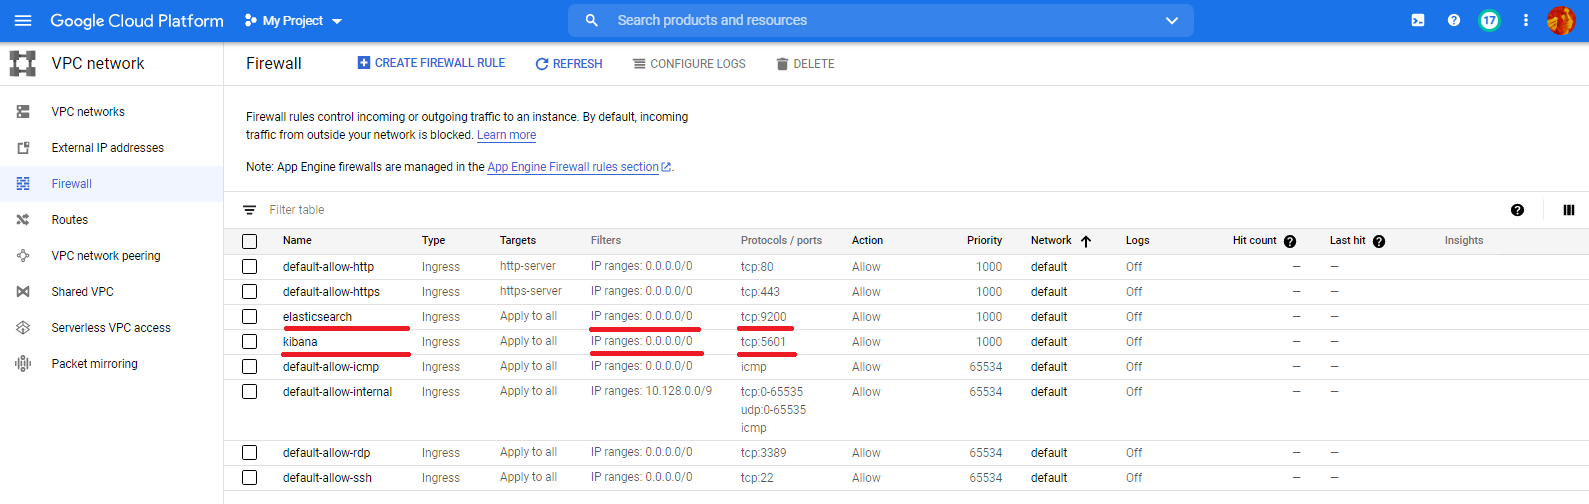 Google Cloud Platform My Project Search products and resources 17
VPC network Firewall CREATE FIREWALL RULE REFRESH CONFIGURE LOGS DELETE
VPC networks
External IP addresses
Firewall
Routes
VPC network peering
Shared VPC
Serverless VPC access
Packet mirroring
Firewall rules control incoming or outgoing traffic to an instance. By default, incoming
traffic from outside your network is blocked. Learn more
Note: App Engine firewalls are managed in the App Engine Firewall rules section.
Filter table
Name Type Targets Filters Protocols / ports Action Priority Network Logs Hit count Last hit Insights
default-allow-http Ingress http-server IP ranges: 0.0.0.0/0 tcp:80 Allow 1000 default Off — —
default-allow-https Ingress https-server IP ranges: 0.0.0.0/0 tcp:443 Allow 1000 default Off — —
elasticsearch Ingress Apply to all IP ranges: 0.0.0.0/0 tcp:9200 Allow 1000 default Off — —
kibana Ingress Apply to all IP ranges: 0.0.0.0/0 tcp:5601 Allow 1000 default Off — —
default-allow-icmp Ingress Apply to all IP ranges: 0.0.0.0/0 icmp Allow 65534 default Off — —
default-allow-internal Ingress Apply to all IP ranges: 10.128.0.0/9 tcp:0-65535 Allow 65534 default Off — —
udp:0-65535
icmp
default-allow-rdp Ingress Apply to all IP ranges: 0.0.0.0/0 tcp:3389 Allow 65534 default Off — —
default-allow-ssh Ingress Apply to all IP ranges: 0.0.0.0/0 tcp:22 Allow 65534 default Off — —